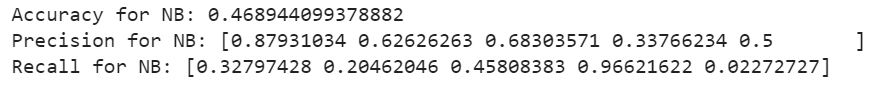 Accuracy for NB: 0.468944099378882
Precision for NB: [0.87931034 0.62626263 0.68303571 0.33766234 0.5       ]
Recall for NB: [0.32797428 0.20462046 0.45808383 0.96621622 0.02272727]